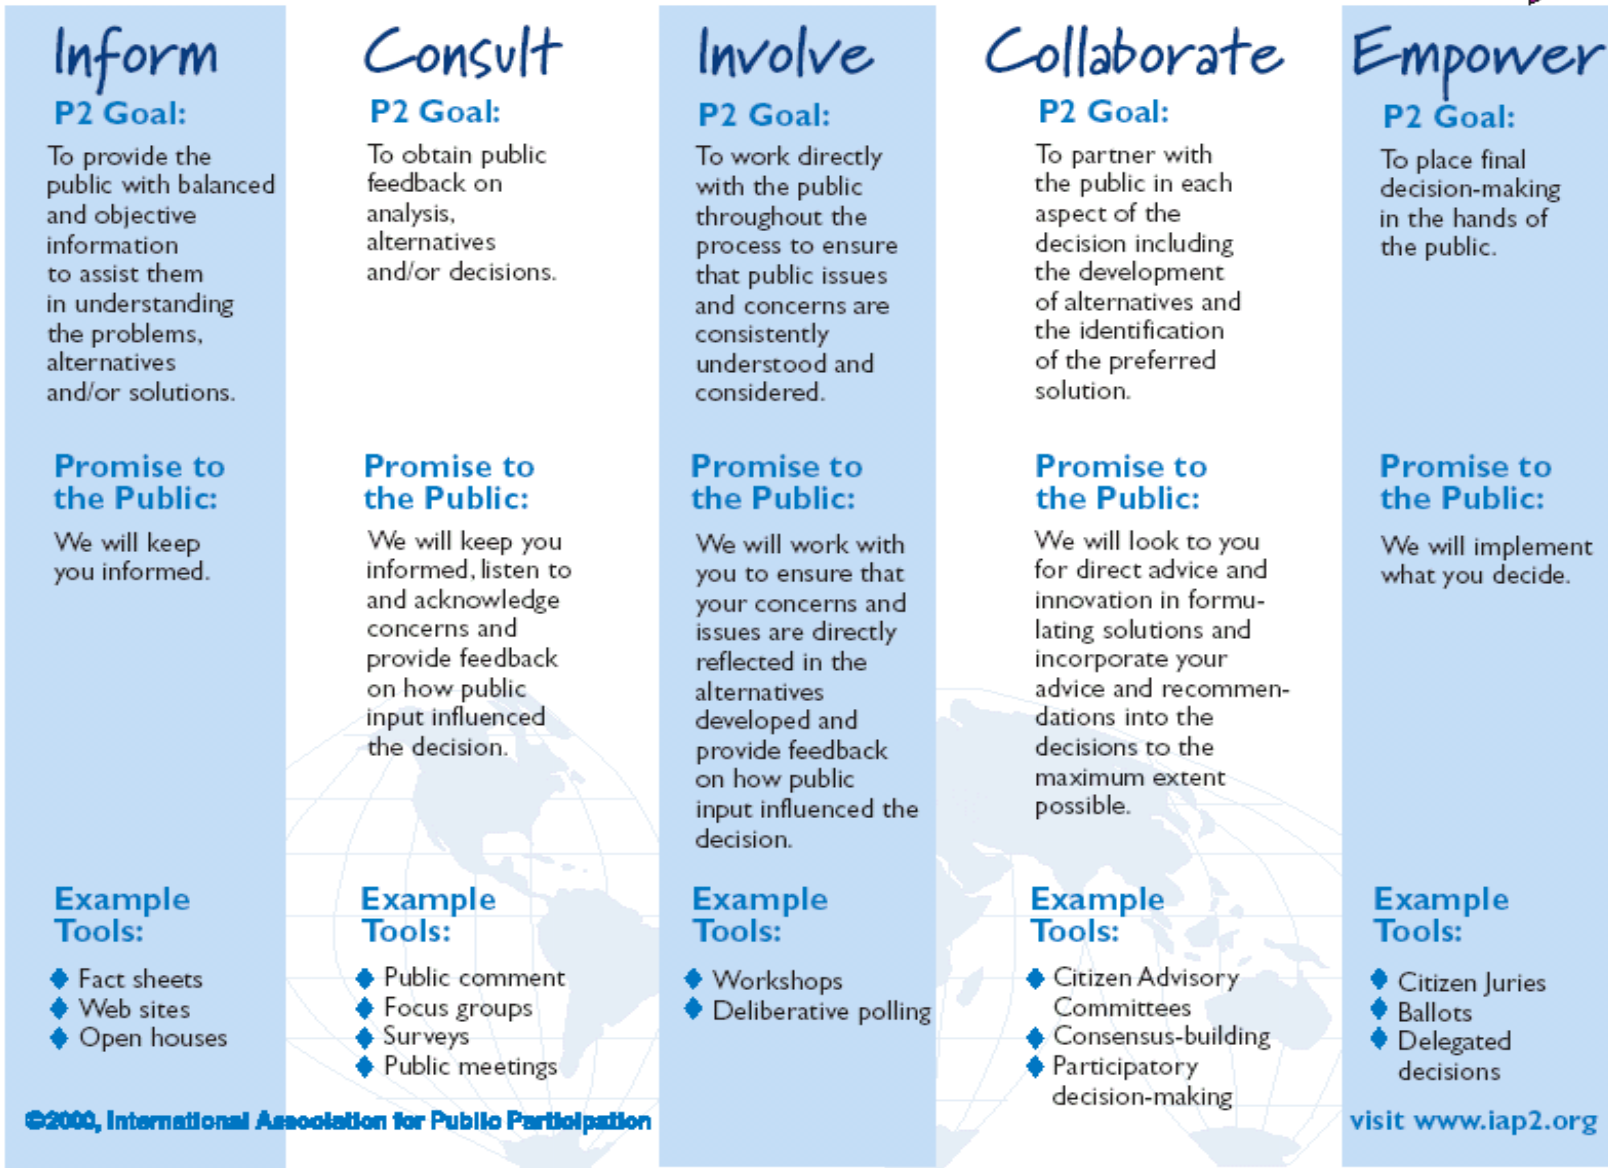 Inform
P2 Goal:
To provide the
public with balanced
and objective
information
to assist them
in understanding
the problems,
alternatives
and/or solutions.
Promise to
the Public:
We will keep
you informed.
Example
Tools:
Fact sheets
Web sites
Open houses
Consult
P2 Goal:
To obtain public
feedback on
analysis,
alternatives
and/or decisions.
Promise to
the Public:
We will keep you
informed, listen to
and acknowledge
concerns and
provide feedback
on how public
input influenced
the decision.
Example
Tools:
Public comment
Focus groups
Surveys
Public meetings
Involve
P2 Goal:
To work directly
with the public
throughout the
process to ensure
that public issues
and concerns are
consistently
understood and
considered.
Promise to
the Public:
We will work with
you to ensure that
your concerns and
issues are directly
reflected in the
alternatives
developed and
provide feedback
on how public
input influenced the
decision.
Example
Tools:
Workshops
Deliberative polling
Collaborate
P2 Goal:
To partner with
the public in each
aspect of the
decision including
the development
of alternatives and
the identification
of the preferred
solution.
Promise to
the Public:
We will look to you
for direct advice and
innovation in formu-
lating solutions and
incorporate your
advice and recommen-
dations into the
decisions to the
maximum extent
possible.
Example
Tools:
Citizen Advisory
Committees
Consensus-building
Participatory
decision-making
Empower
P2 Goal:
To place final
decision-making
in the hands of
the public.
Promise to
the Public:
We will implement
what you decide.
Example
Tools:
Citizen Juries
Ballots
Delegated
decisions
©2000, International Association for Public Participation
visit www.iap2.org